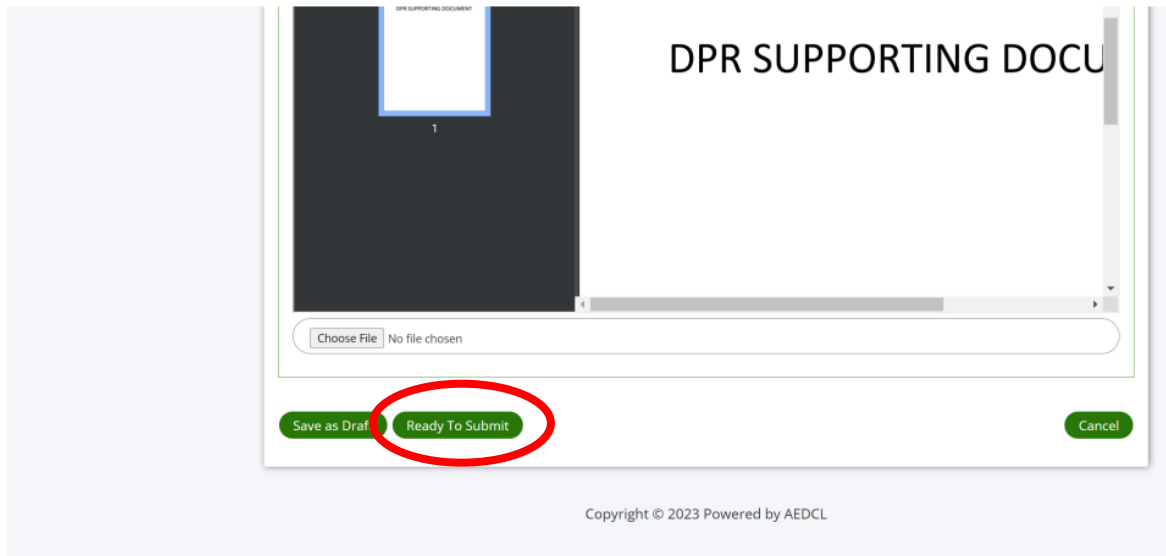 DPR SUPPORTING DOCUMENT
DPR SUPPORTING DOCU
1
Choose File No file chosen
Save as Draf Ready To Submit Cancel
Copyright © 2023 Powered by AEDCL